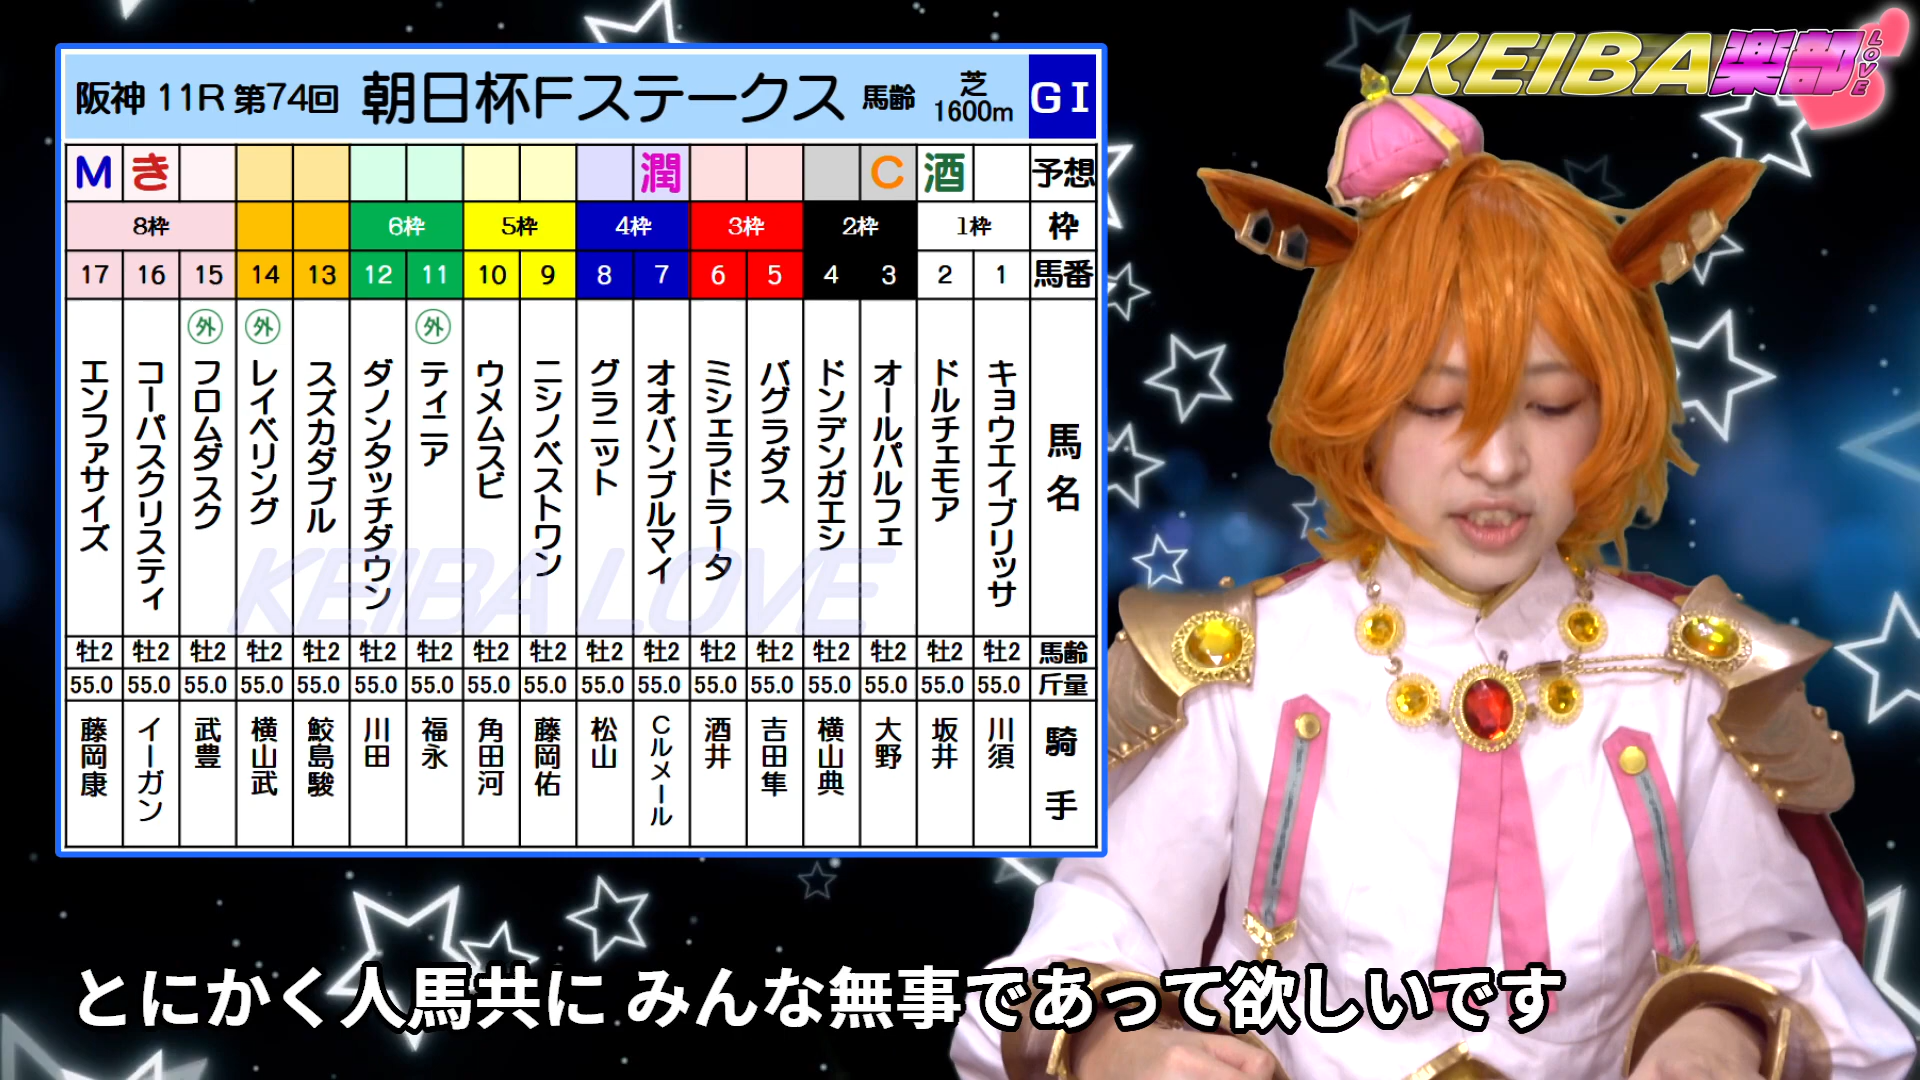 KEIBA楽部LOVE
阪神 11R 第74回 朝日杯Fステークス 馬齢 芝1600m GⅠ
M き 潤 C 酒 予想
8枠 6枠 5枠 4枠 3枠 2枠 1枠 枠
17 16 15 14 13 12 11 10 9 8 7 6 5 4 3 2 1 馬番
外 外 外
馬名
キョウエイブリッサ
ドルチェモア
オールパルフェ
ドンデンガエシ
バグラダス
ミシェラドラータ
オオバンブルマイ
グラニット
ニシノベストワン
ウメムスビ
ティニア
ダノンタッチダウン
スズカダブル
レイベリング
フロムダスク
コーパスクリスティ
エンファサイズ
KEIBA LOVE
牡2 牡2 牡2 牡2 牡2 牡2 牡2 牡2 牡2 牡2 牡2 牡2 牡2 牡2 牡2 牡2 牡2 馬齢
55.0 55.0 55.0 55.0 55.0 55.0 55.0 55.0 55.0 55.0 55.0 55.0 55.0 55.0 55.0 55.0 55.0 斤量
騎手
川須
坂井
大野
横山典
吉田隼
酒井
Cルメール
松山
藤岡佑
角田河
福永
川田
鮫島駿
横山武
武豊
イーガン
藤岡康
とにかく人馬共に みんな無事であって欲しいです